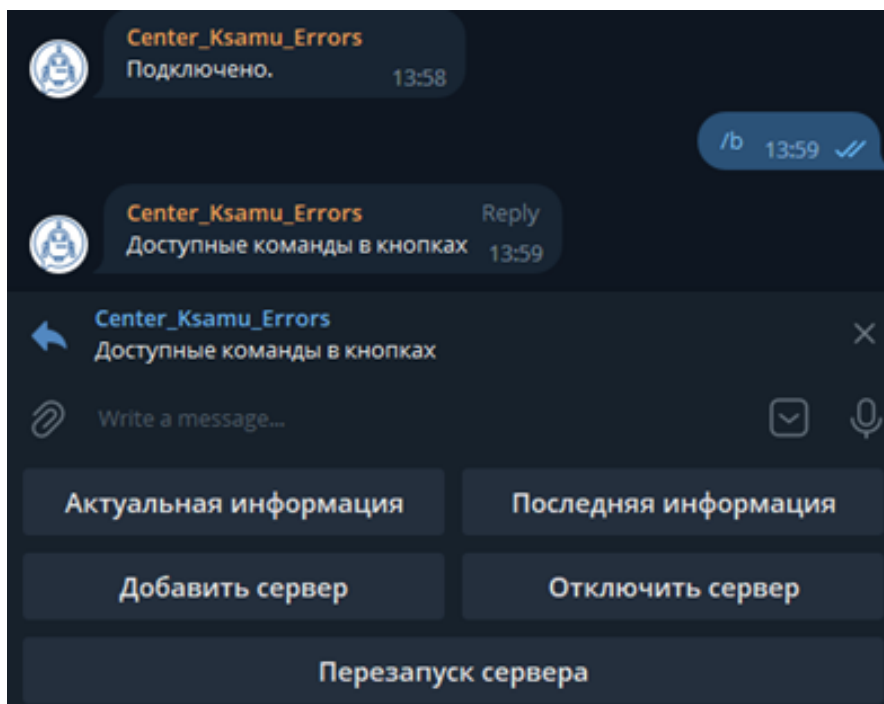 Center_Ksamu_Errors
Подключено. 13:58
/b 13:59
Center_Ksamu_Errors Reply
Доступные команды в кнопках 13:59
Center_Ksamu_Errors
Доступные команды в кнопках
Write a message...
Актуальная информация Последняя информация
Добавить сервер Отключить сервер
Перезапуск сервера